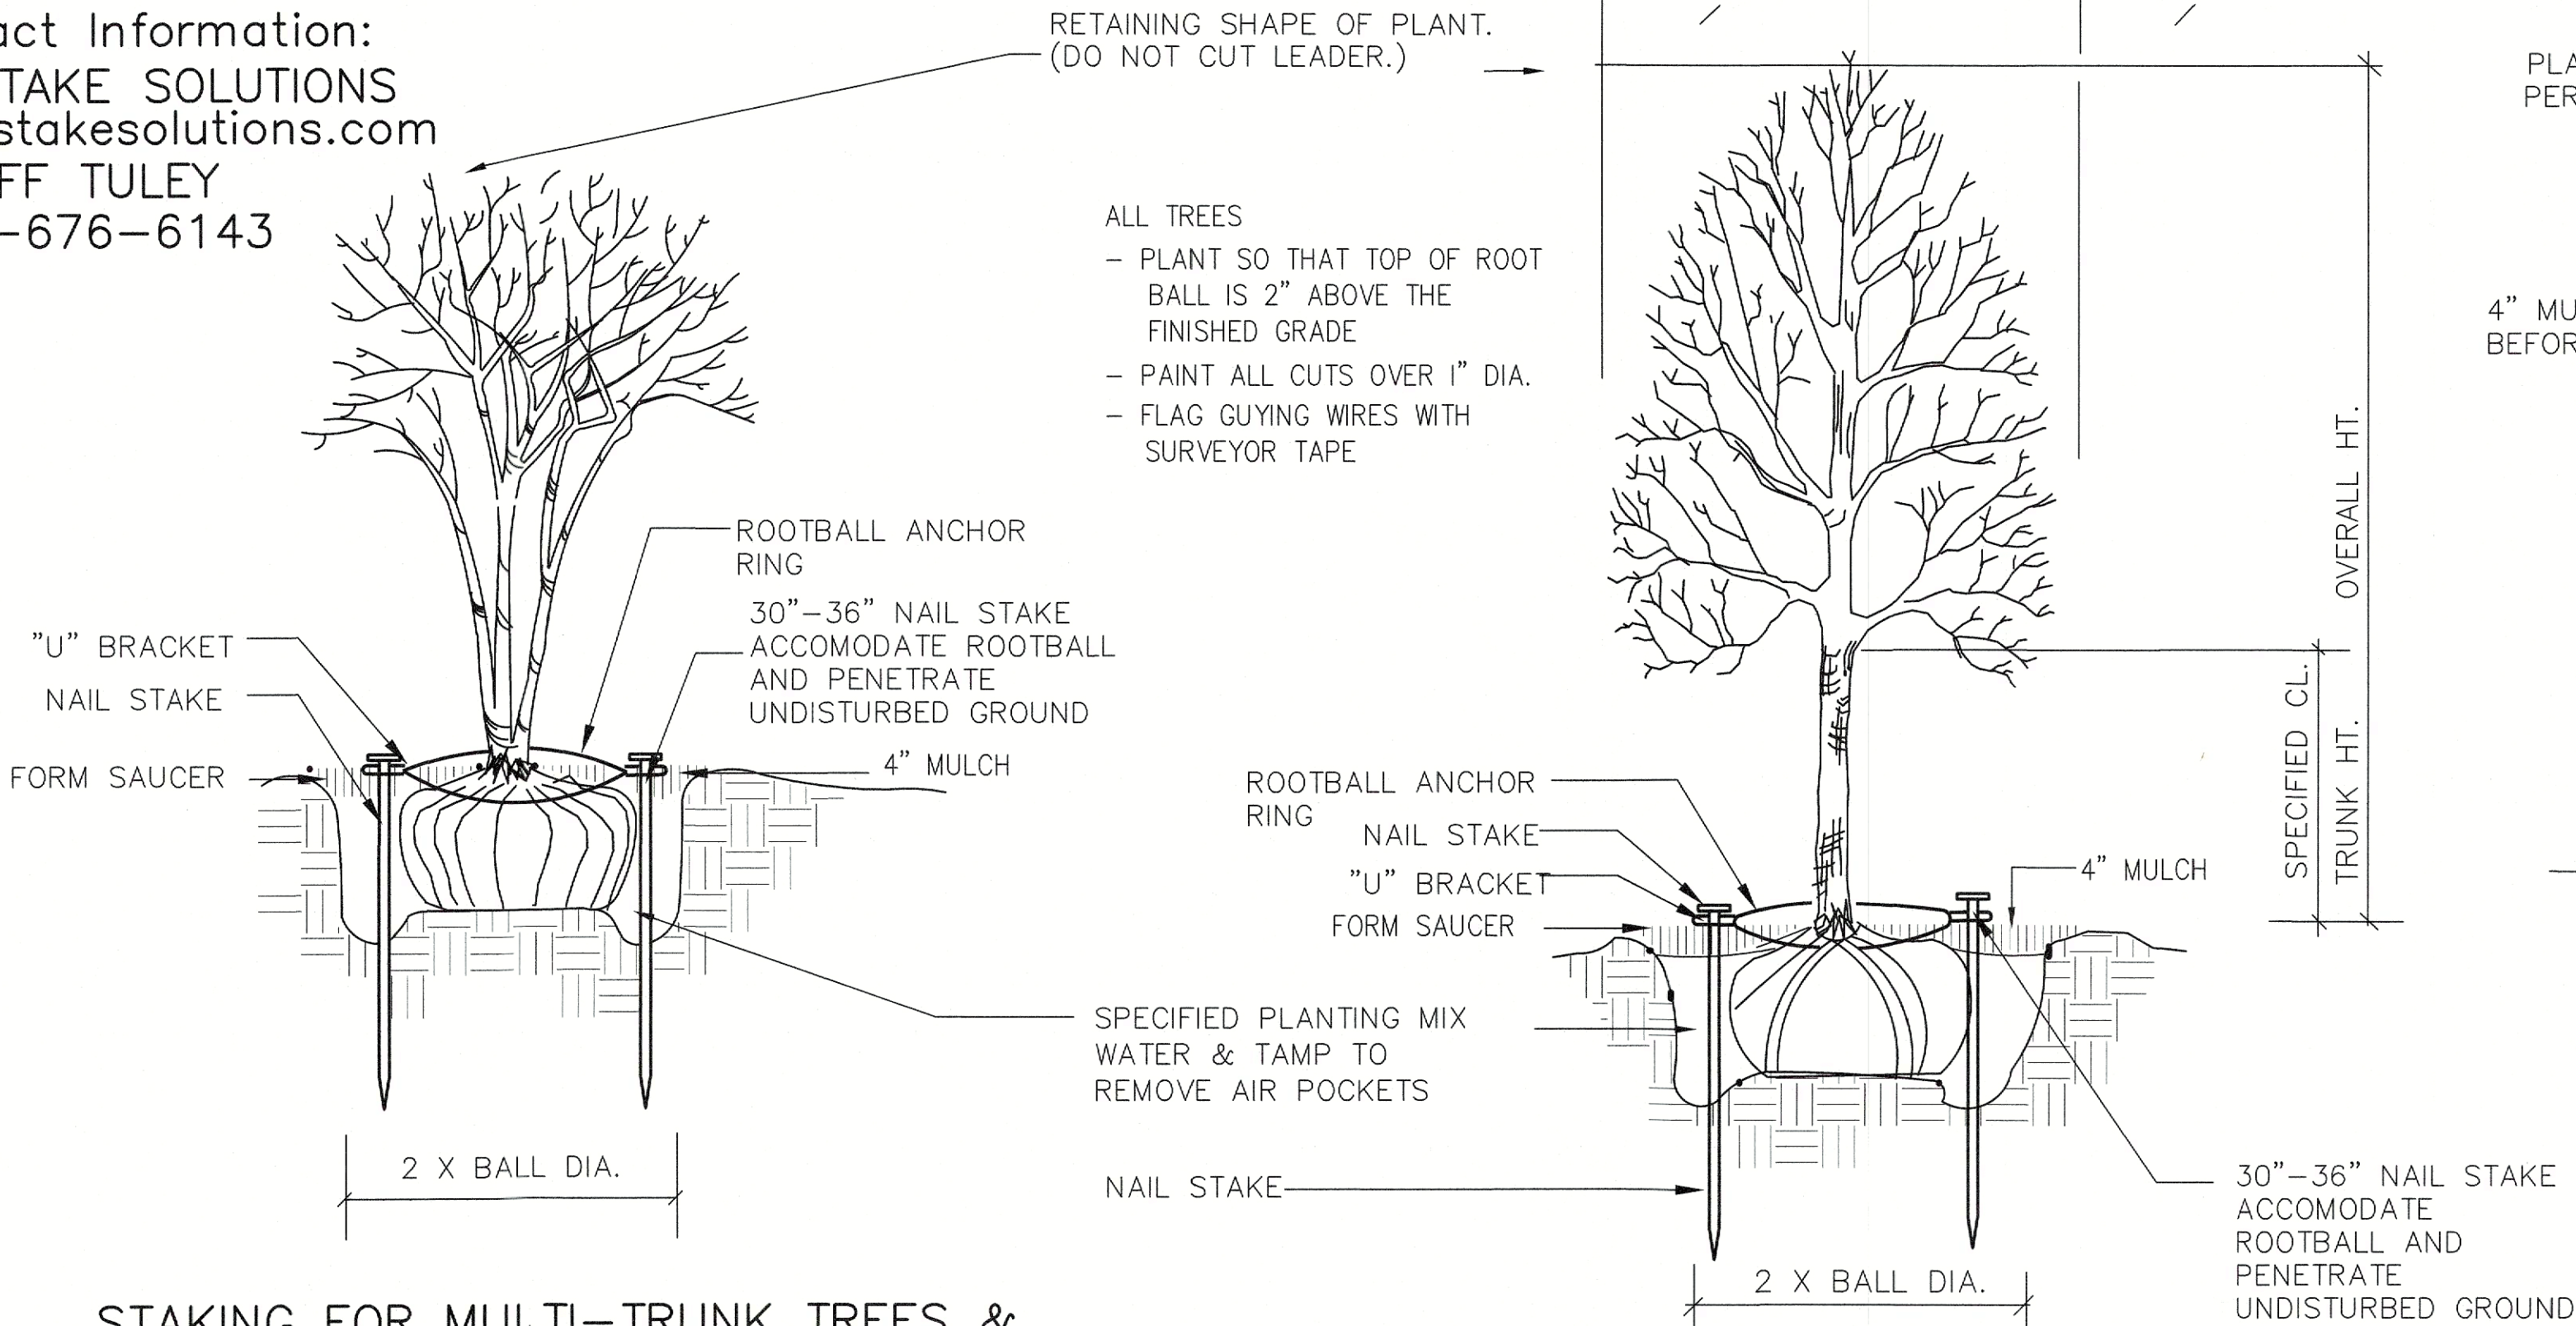 act Information:
TAKE SOLUTIONS
stakesolutions.com
FF TULEY
-676-6143
RETAINING SHAPE OF PLANT.
(DO NOT CUT LEADER.)
ALL TREES
- PLANT SO THAT TOP OF ROOT
BALL IS 2" ABOVE THE
FINISHED GRADE
- PAINT ALL CUTS OVER 1" DIA.
- FLAG GUYING WIRES WITH
SURVEYOR TAPE
ROOTBALL ANCHOR
RING
30"-36" NAIL STAKE
ACCOMODATE ROOTBALL
AND PENETRATE
UNDISTURBED GROUND
"U" BRACKET
NAIL STAKE
FORM SAUCER
4" MULCH
SPECIFIED PLANTING MIX
WATER & TAMP TO
REMOVE AIR POCKETS
2 X BALL DIA.
STAKING FOR MULTI-TRUNK TREES &
ROOTBALL ANCHOR
RING
NAIL STAKE
"U" BRACKET
FORM SAUCER
NAIL STAKE
4" MULCH
OVERALL HT.
SPECIFIED CL.
TRUNK HT.
2 X BALL DIA.
30"-36" NAIL STAKE
ACCOMODATE
ROOTBALL AND
PENETRATE
UNDISTURBED GROUND
PLA
PER
4" MU
BEFOR